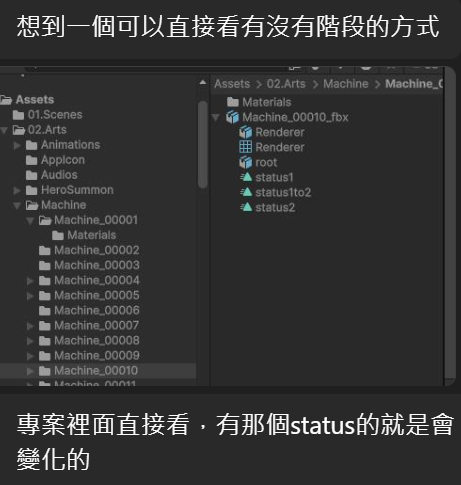 想到一個可以直接看有沒有階段的方式
Assets > 02.Arts > Machine > Machine_0
Assets
01.Scenes
02.Arts
Animations
AppIcon
Audios
HeroSummon
Machine
Machine_00001
Materials
Machine_00002
Machine_00003
Machine_00004
Machine_00005
Machine_00006
Machine_00007
Machine_00008
Machine_00009
Machine_00010
Machine_00011
Materials
Machine_00010_fbx
Renderer
Renderer
root
status1
status1to2
status2
專案裡面直接看，有那個status的就是會
變化的